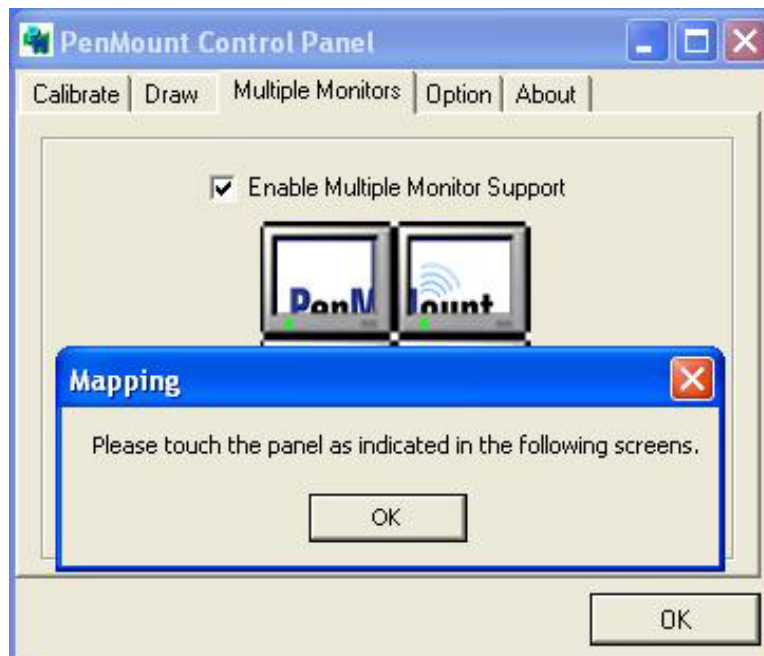 PenMount Control Panel
Calibrate Draw Multiple Monitors Option About
Enable Multiple Monitor Support
PenMount
Mapping
Please touch the panel as indicated in the following screens.
OK
OK